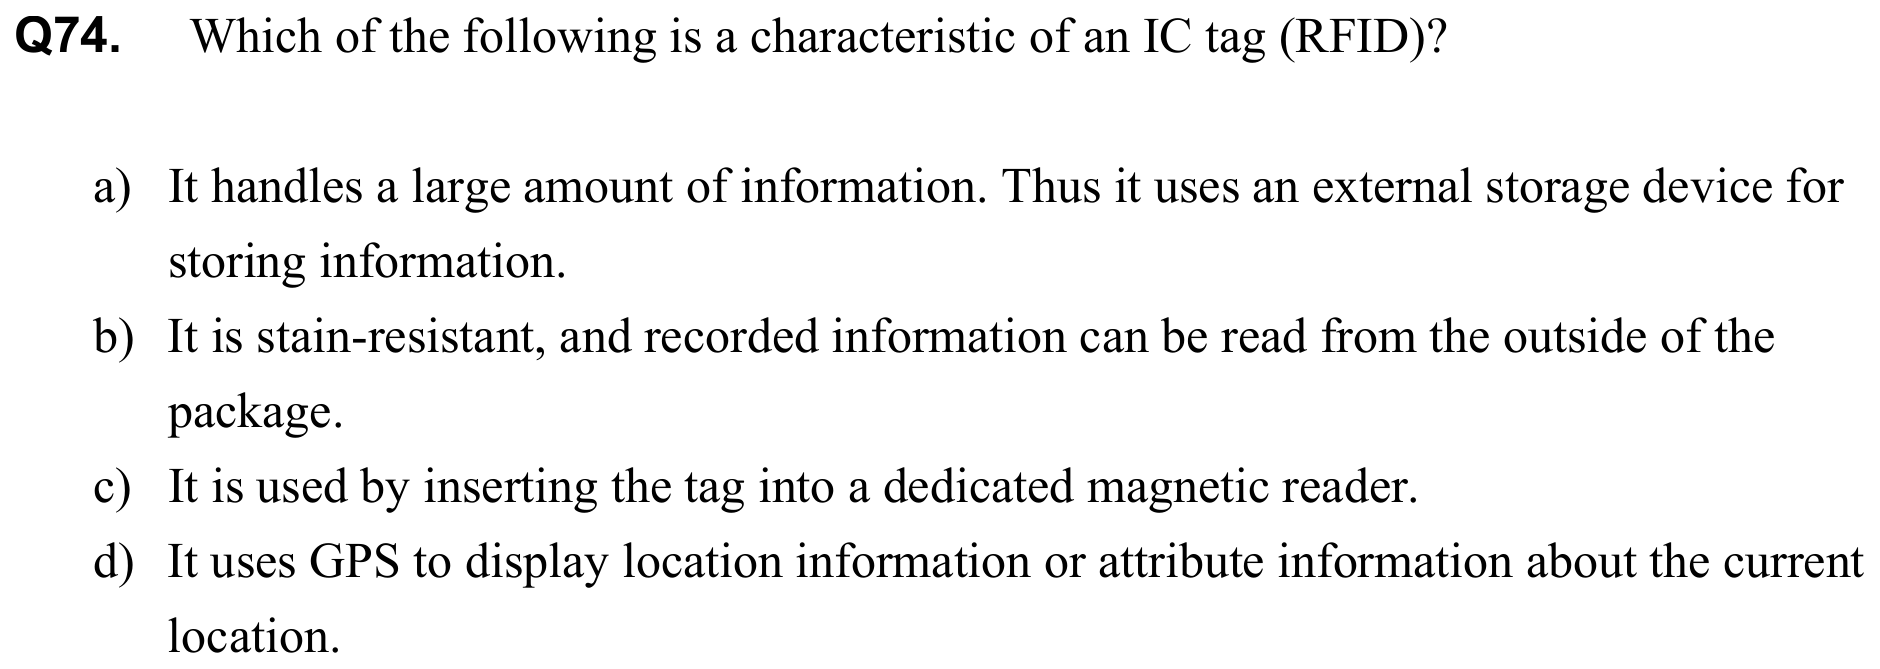 Q74. Which of the following is a characteristic of an IC tag (RFID)?
a) It handles a large amount of information. Thus it uses an external storage device for
storing information.
b) It is stain-resistant, and recorded information can be read from the outside of the
package.
c) It is used by inserting the tag into a dedicated magnetic reader.
d) It uses GPS to display location information or attribute information about the current
location.